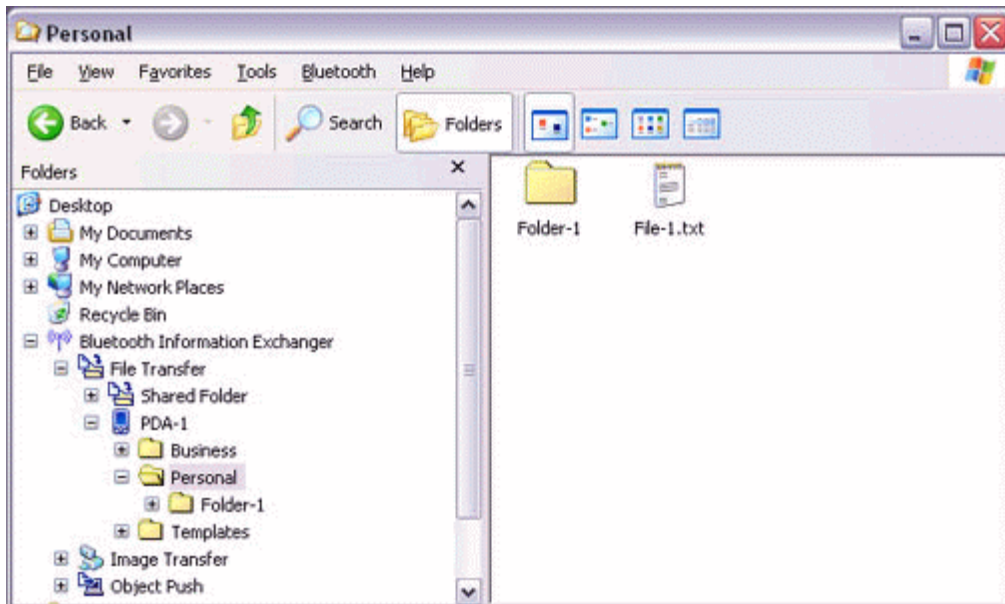 Personal
File View Favorites Tools Bluetooth Help
Back Search Folders
Folders
Desktop
My Documents
My Computer
My Network Places
Recycle Bin
Bluetooth Information Exchanger
File Transfer
Shared Folder
PDA-1
Business
Personal
Folder-1
Templates
Image Transfer
Object Push
Folder-1 File-1.txt